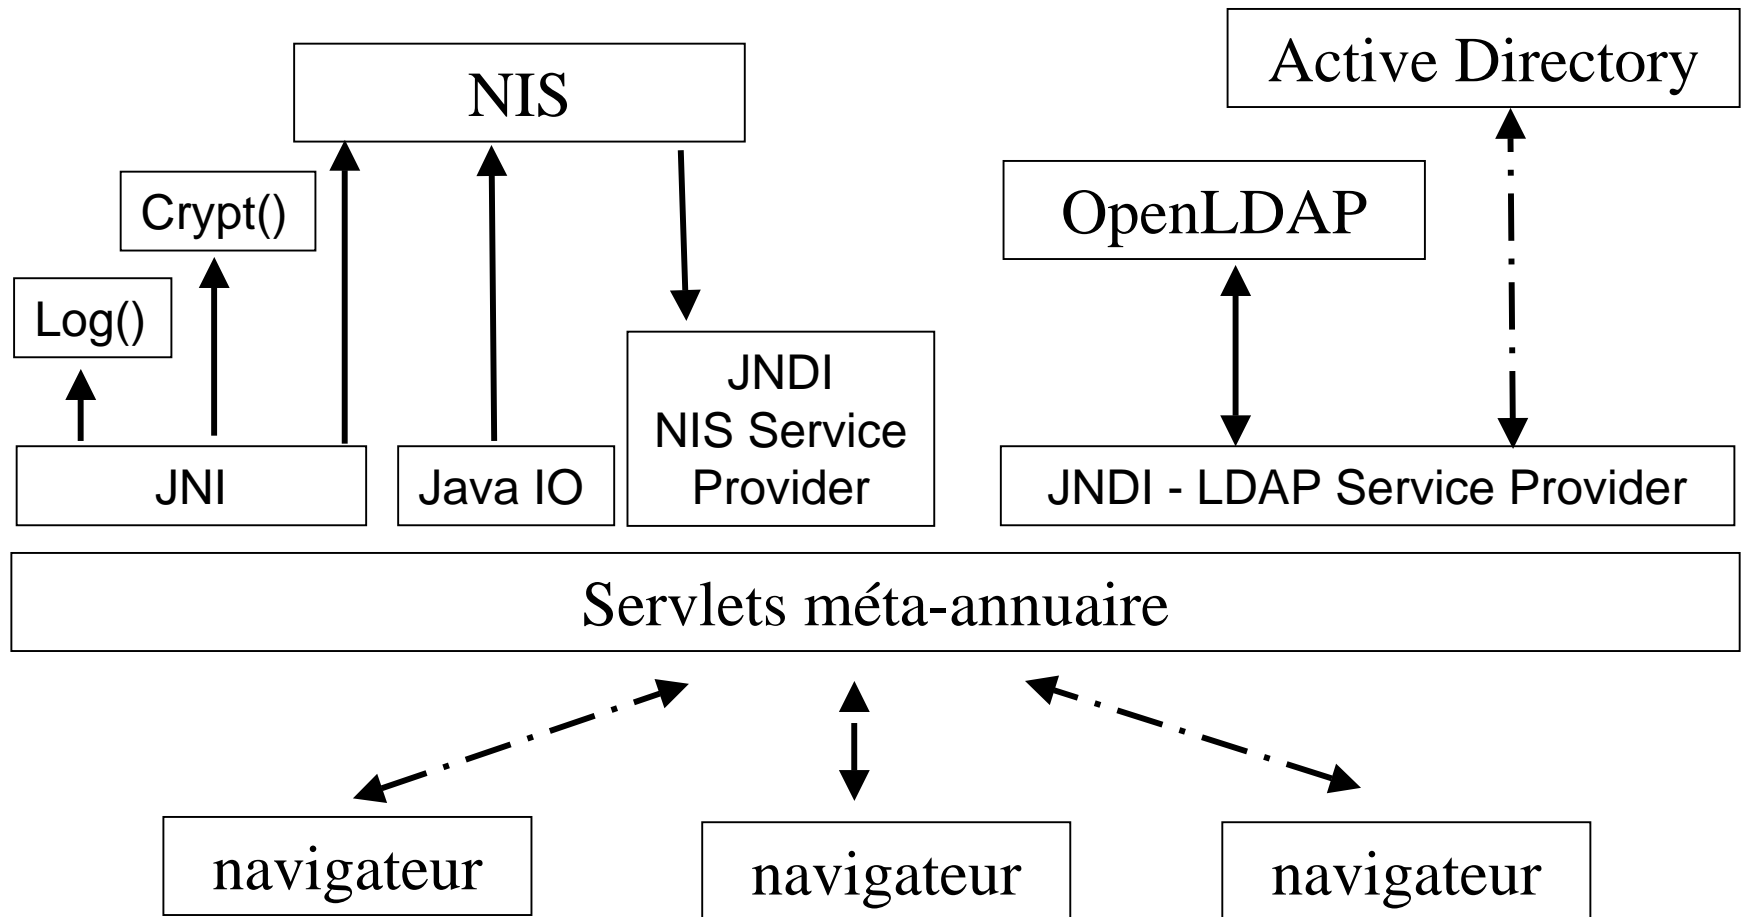 Active Directory
NIS
OpenLDAP
Crypt()
Log()
JNDI
NIS Service
Provider
JNI
Java IO
JNDI - LDAP Service Provider
Servlets méta-annuaire
navigateur
navigateur
navigateur